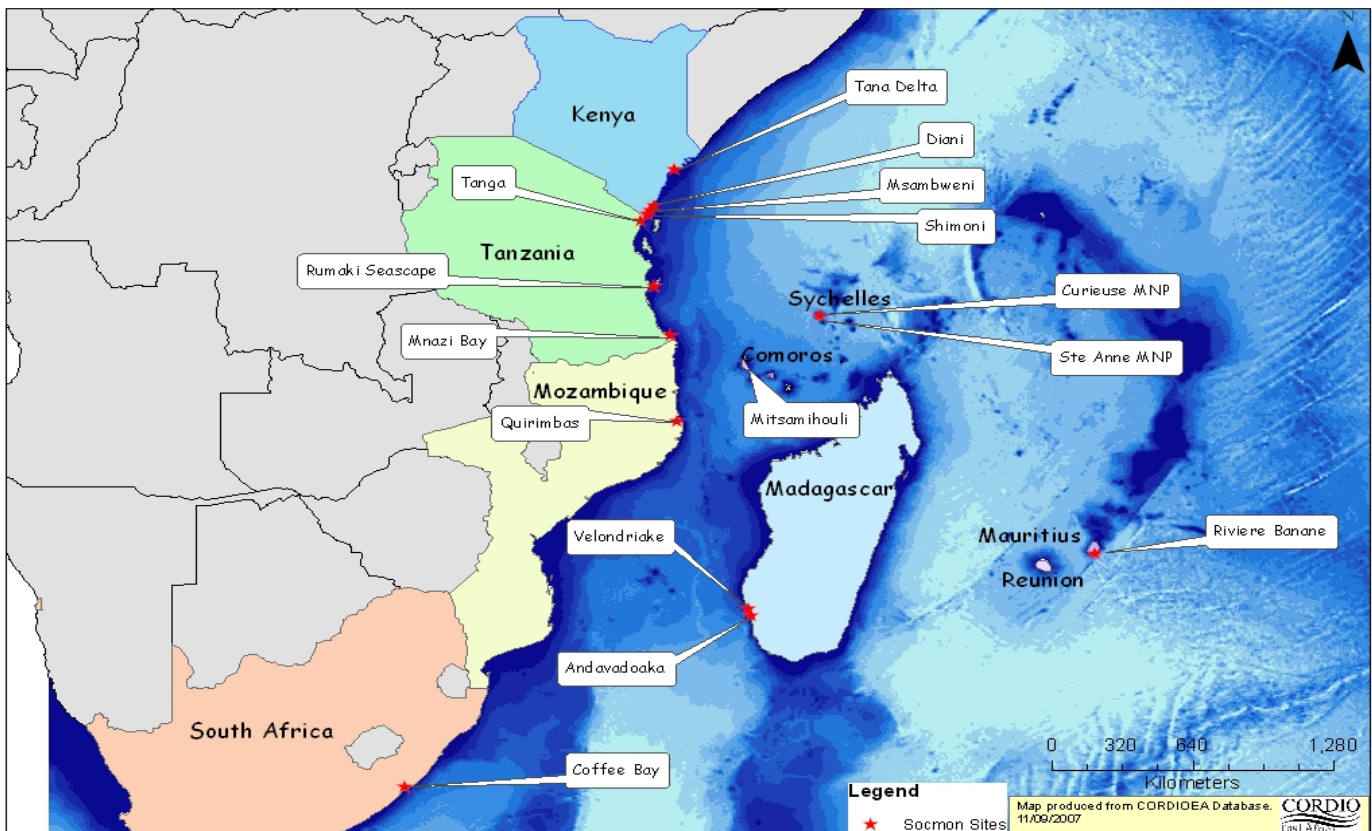 Kenya
Tana Delta
Diani
Msambweni
Shimoni
Tanga
Tanzania
Rumaki Seascape
Sychelles
Curieuse MNP
Ste Anne MNP
Mnazi Bay
Comoros
Mozambique
Mitsamihouli
Quirimbas
Madagascar
Velondriake
Mauritius
Riviere Banane
Reunion
Andavadoaka
South Africa
Coffee Bay
0 320 640 1,280
Kilometers
Legend
Socmon Sites
Map produced from CORDIOEA Database.
11/09/2007
CORDIO
East Africa